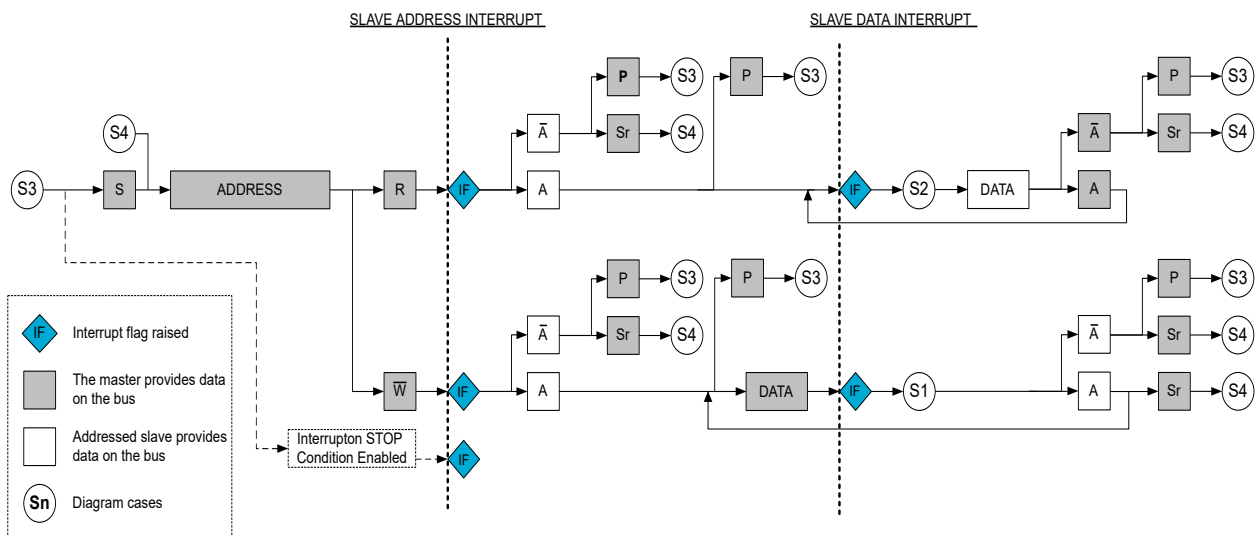 SLAVE ADDRESS INTERRUPT
SLAVE DATA INTERRUPT
P
S3
P
S3
P
S3
S4
A̅
Sr
S4
A̅
Sr
S4
S3
S
ADDRESS
R
IF
A
IF
S2
DATA
A
P
S3
P
S3
P
S3
IF
Interrupt flag raised
A̅
Sr
S4
A̅
Sr
S4
The master provides data
on the bus
W̅
IF
A
DATA
IF
S1
A
Sr
S4
Addressed slave provides
data on the bus
Interrupton STOP
Condition Enabled
IF
Sn
Diagram cases